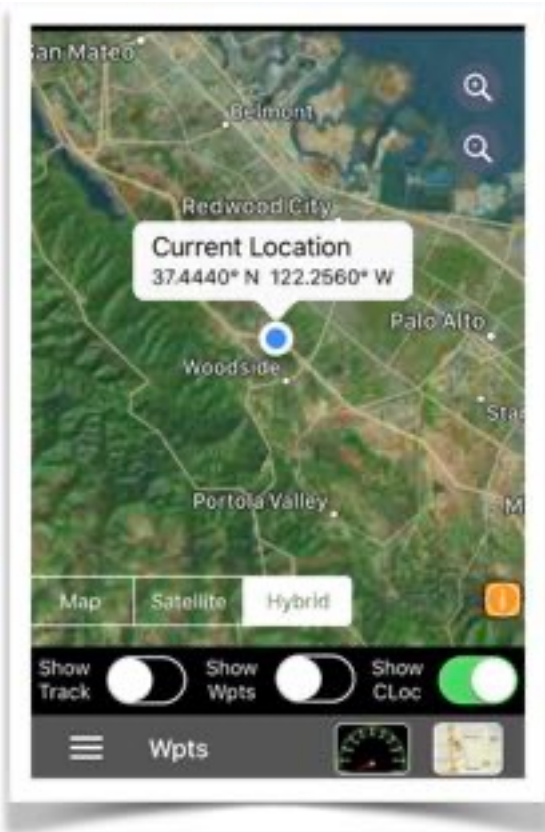 San Mateo
Belmont
Redwood City
Current Location
37.4440° N 122.2560° W
Palo Alto
Woodside
Sta
Portola Valley
M
Map Satellite Hybrid
Show Track
Show Wpts
Show CLoc
Wpts